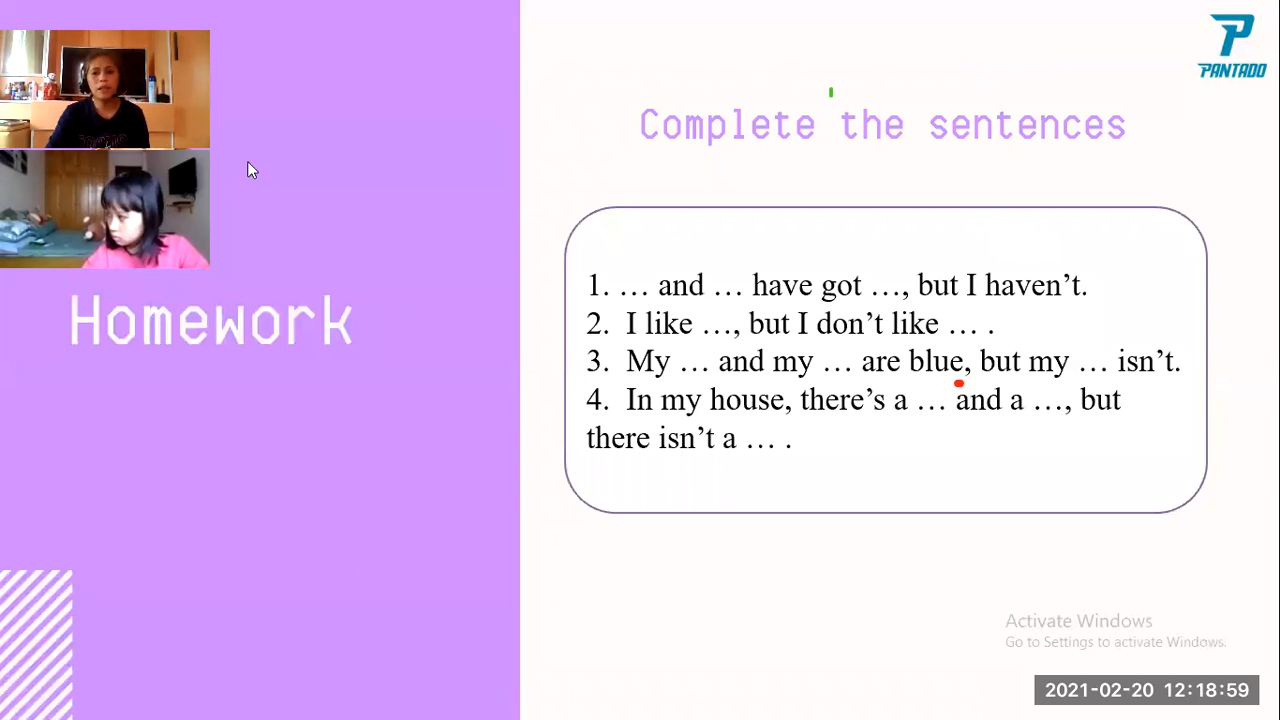 PANTADO
Complete the sentences
1. … and … have got …, but I haven’t.
2. I like …, but I don’t like … .
3. My … and my … are blue, but my … isn’t.
4. In my house, there’s a … and a …, but
there isn’t a … .
Homework
Activate Windows
Go to Settings to activate Windows.
2021-02-20 12:18:59